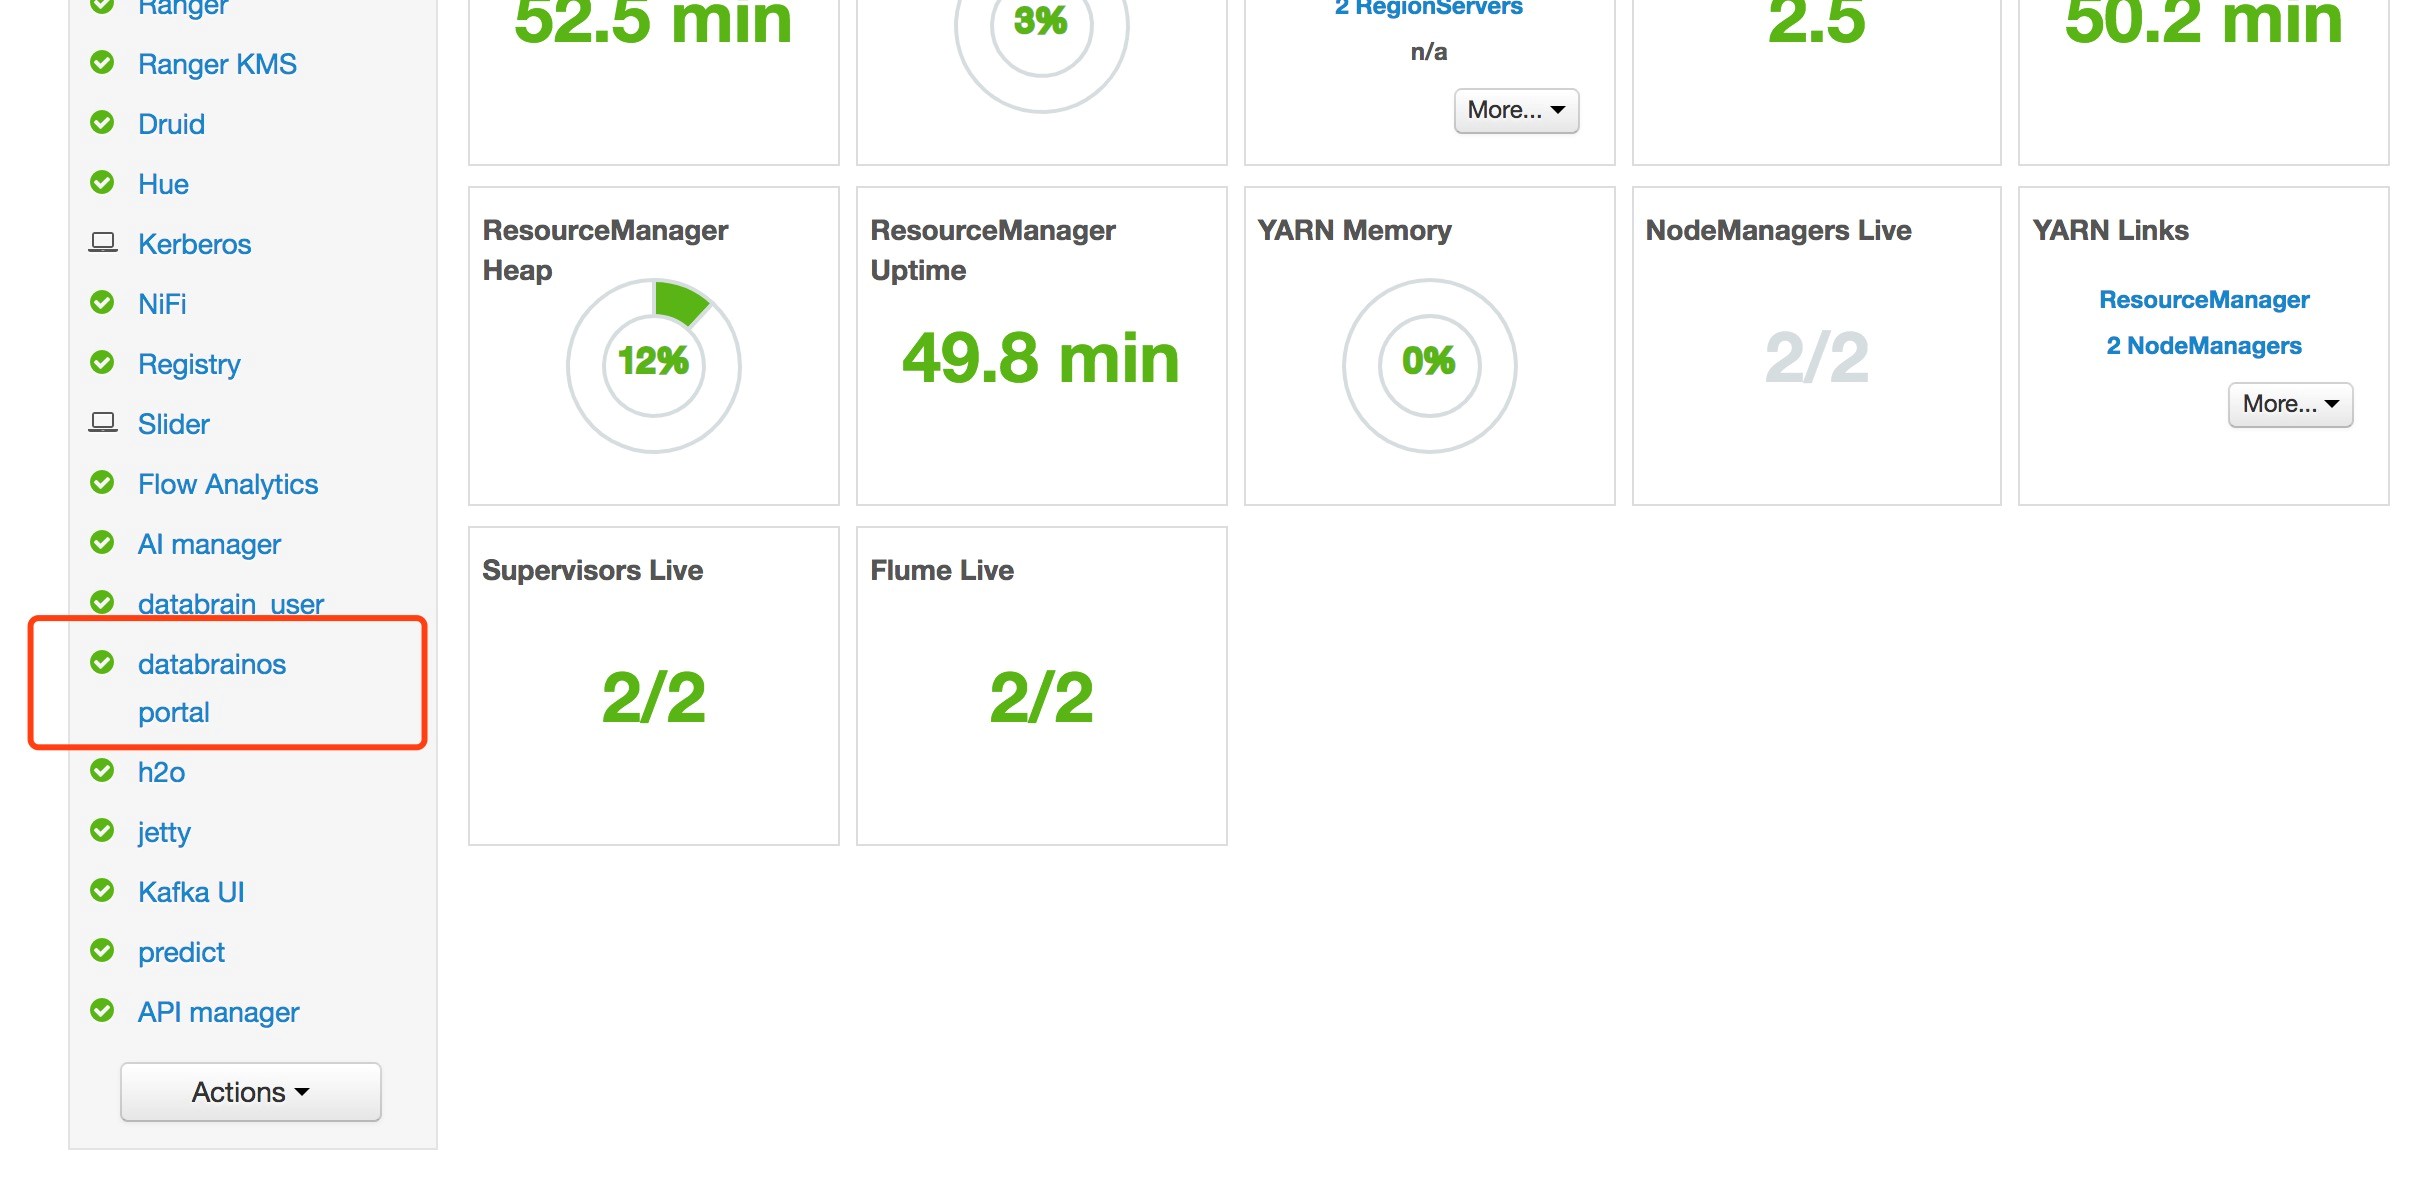 Ranger
Ranger KMS
Druid
Hue
Kerberos
NiFi
Registry
Slider
Flow Analytics
AI manager
databrain_user
databrainos
portal
h2o
jetty
Kafka UI
predict
API manager
Actions
52.5 min
3%
2 RegionServers
n/a
More...
2.5
50.2 min
ResourceManager
Heap
12%
ResourceManager
Uptime
49.8 min
YARN Memory
0%
NodeManagers Live
2/2
YARN Links
ResourceManager
2 NodeManagers
More...
Supervisors Live
2/2
Flume Live
2/2